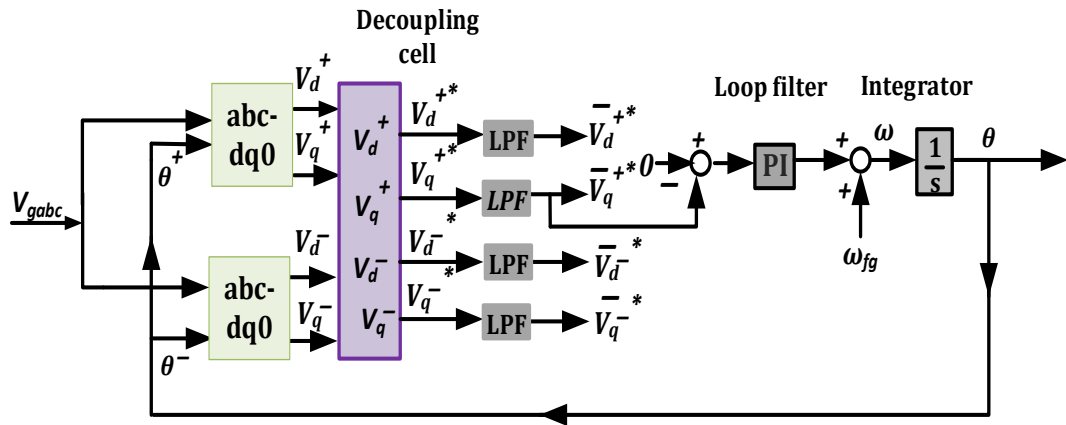 Decoupling
cell
Loop filter
Integrator
V_d^+
V_q^+
abc-
dq0
θ^+
V_gabc
V_d^-
V_q^-
abc-
dq0
θ^-
V_d^+
V_q^+
V_d^-
V_q^-
V_d^{+*}
V_q^{+*}
V_d^{-*}
V_q^{-*}
LPF
LPF
LPF
LPF
V̄_d^{+*}
V̄_q^{+*}
V̄_d^{-*}
V̄_q^{-*}
0
+
−
PI
+
+
ω
ω_fg
1
s
θ